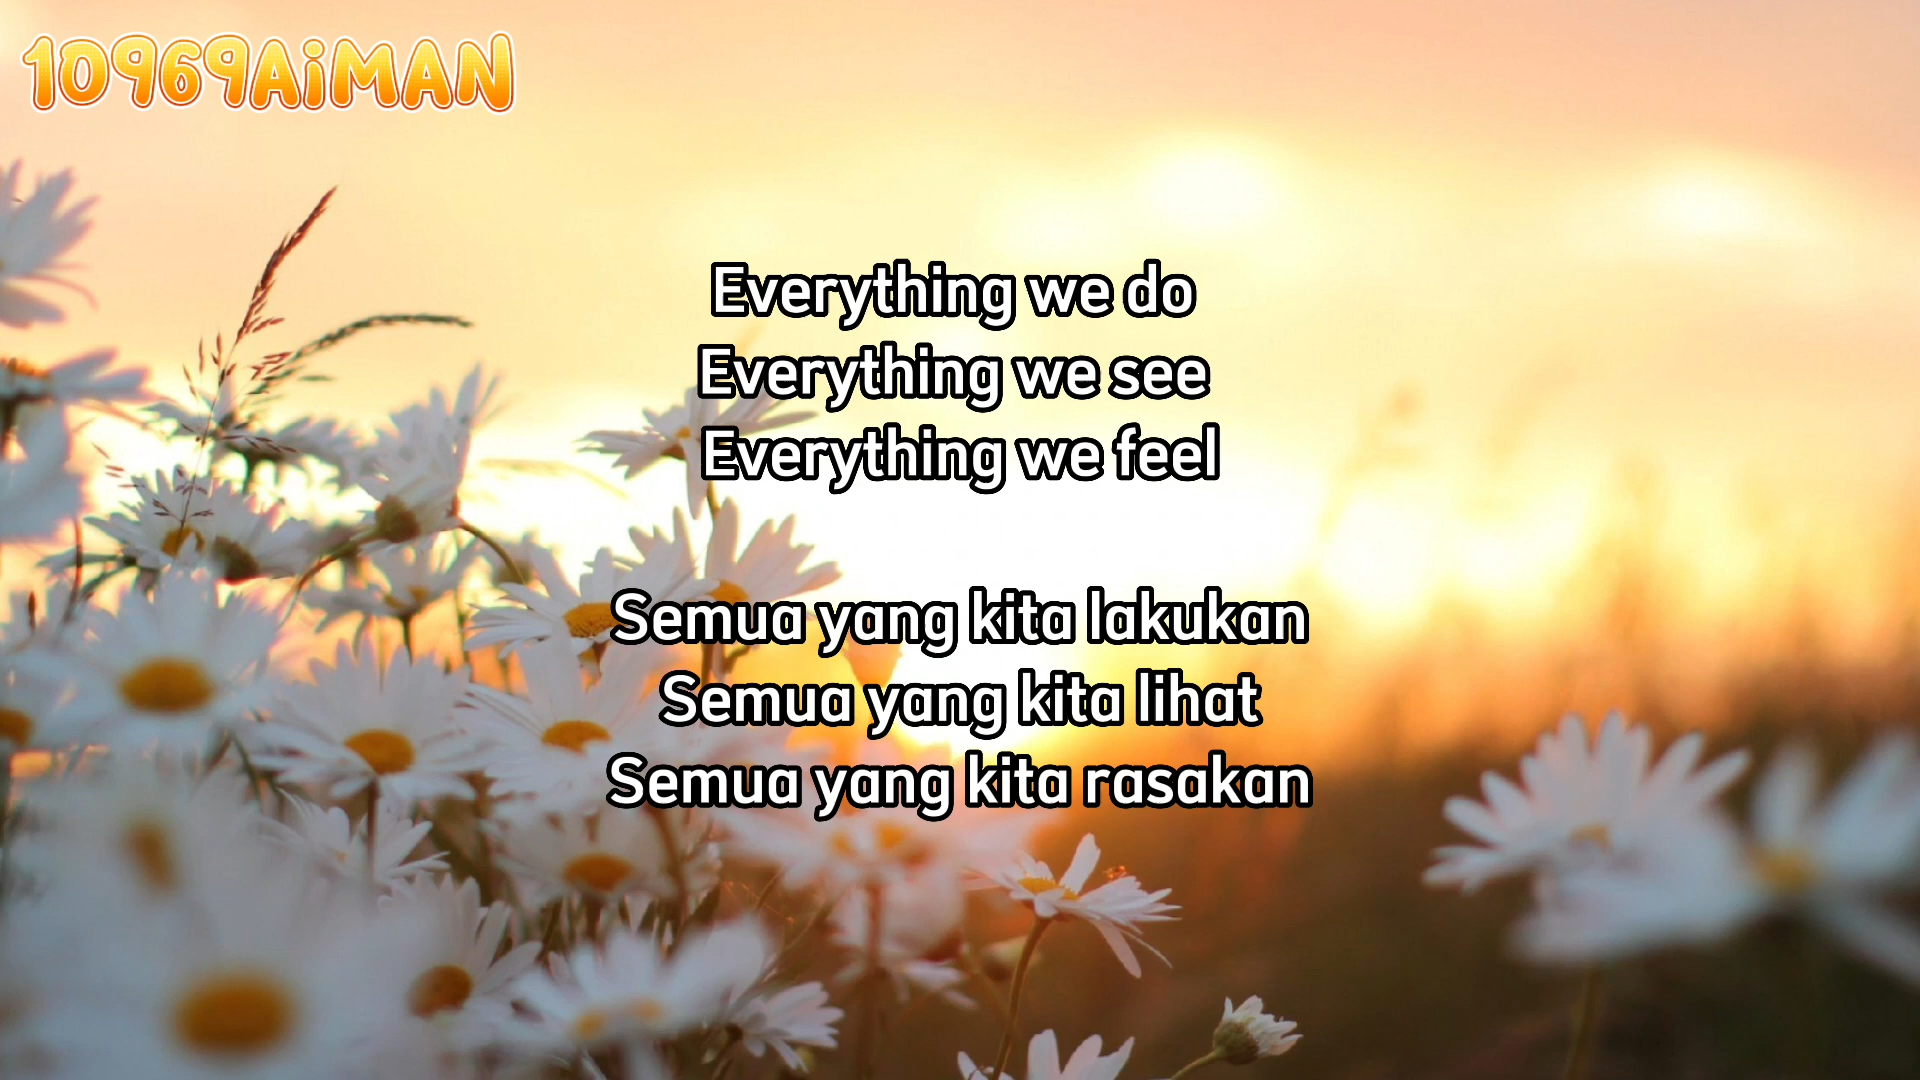 10969AiMAN
Everything we do
Everything we see
Everything we feel
Semua yang kita lakukan
Semua yang kita lihat
Semua yang kita rasakan